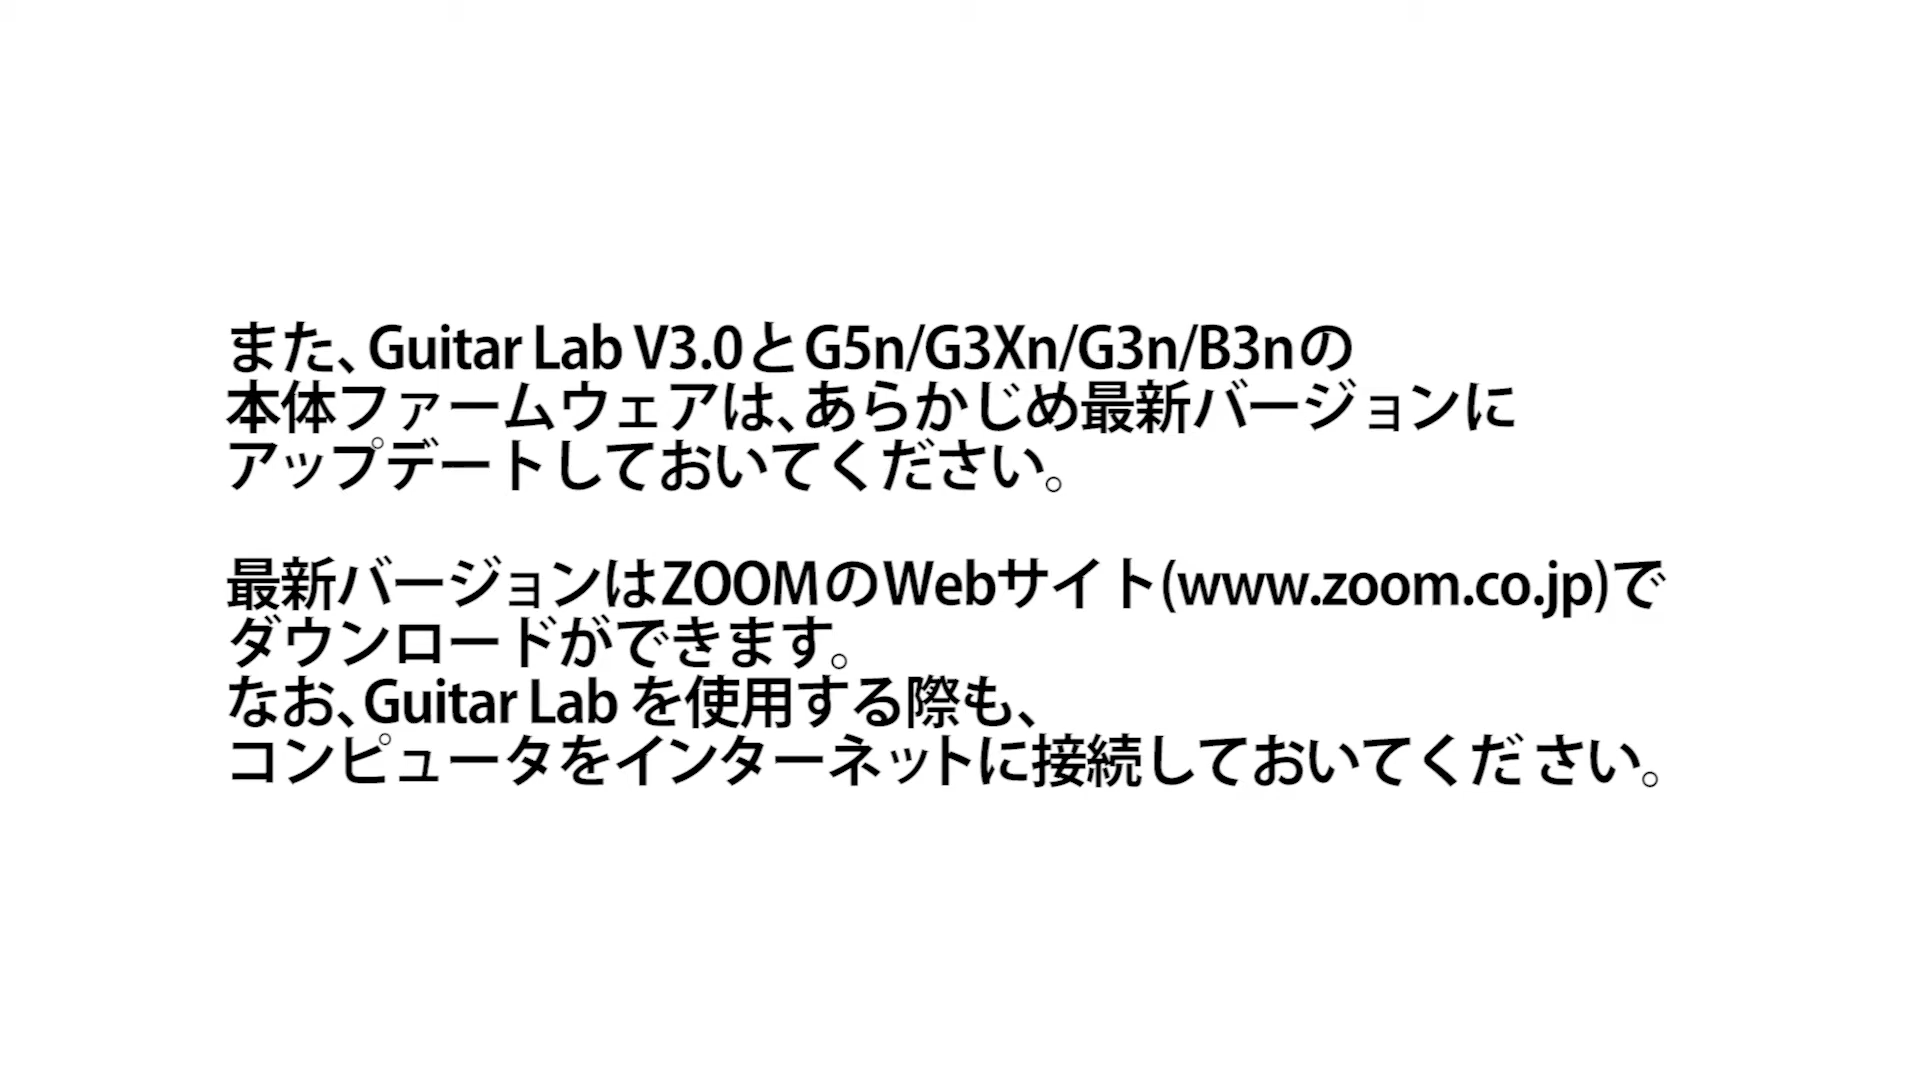 また、Guitar Lab V3.0とG5n/G3Xn/G3n/B3nの
本体ファームウェアは、あらかじめ最新バージョンに
アップデートしておいてください。
最新バージョンはZOOMのWebサイト(www.zoom.co.jp)で
ダウンロードができます。
なお、Guitar Lab を使用する際も、
コンピュータをインターネットに接続しておいてくだ さい。